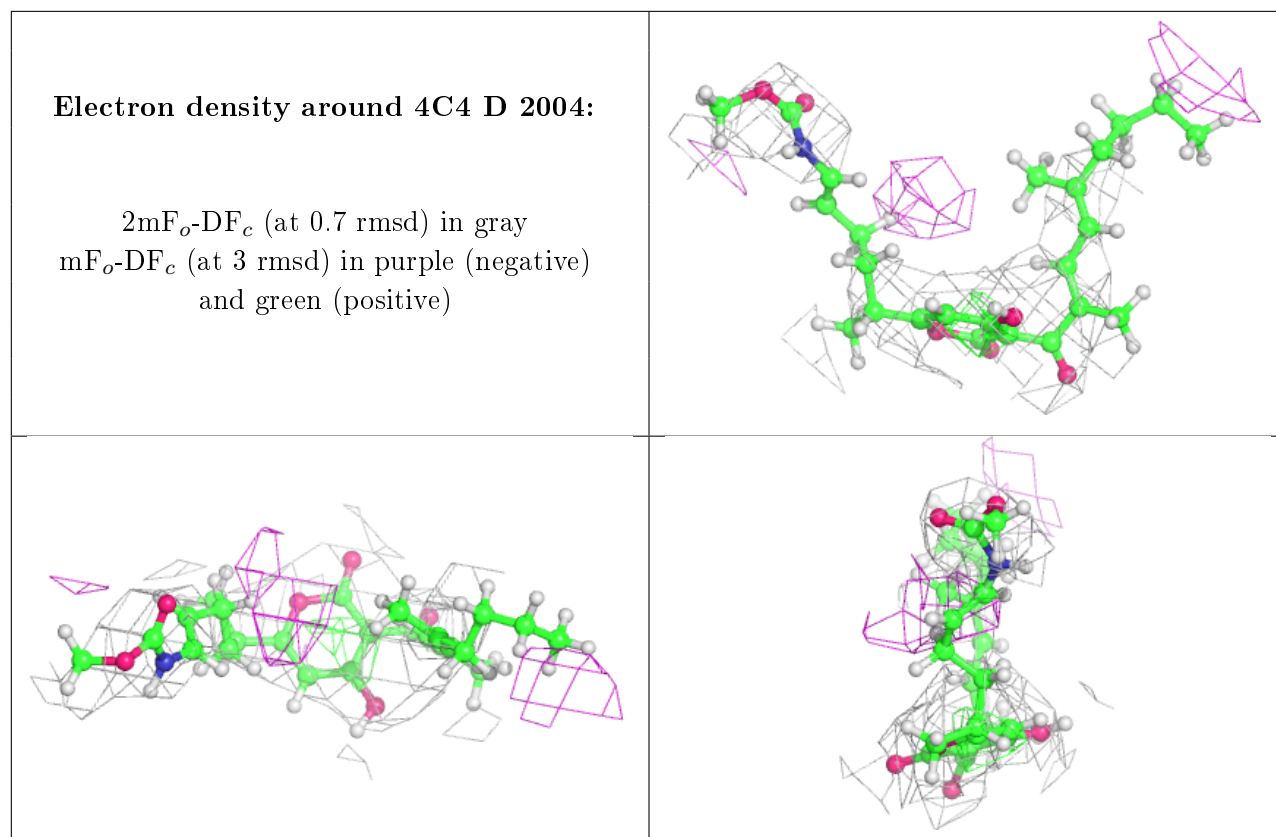 Electron density around 4C4 D 2004:
2mFo-DFc (at 0.7 rmsd) in gray
mFo-DFc (at 3 rmsd) in purple (negative)
and green (positive)